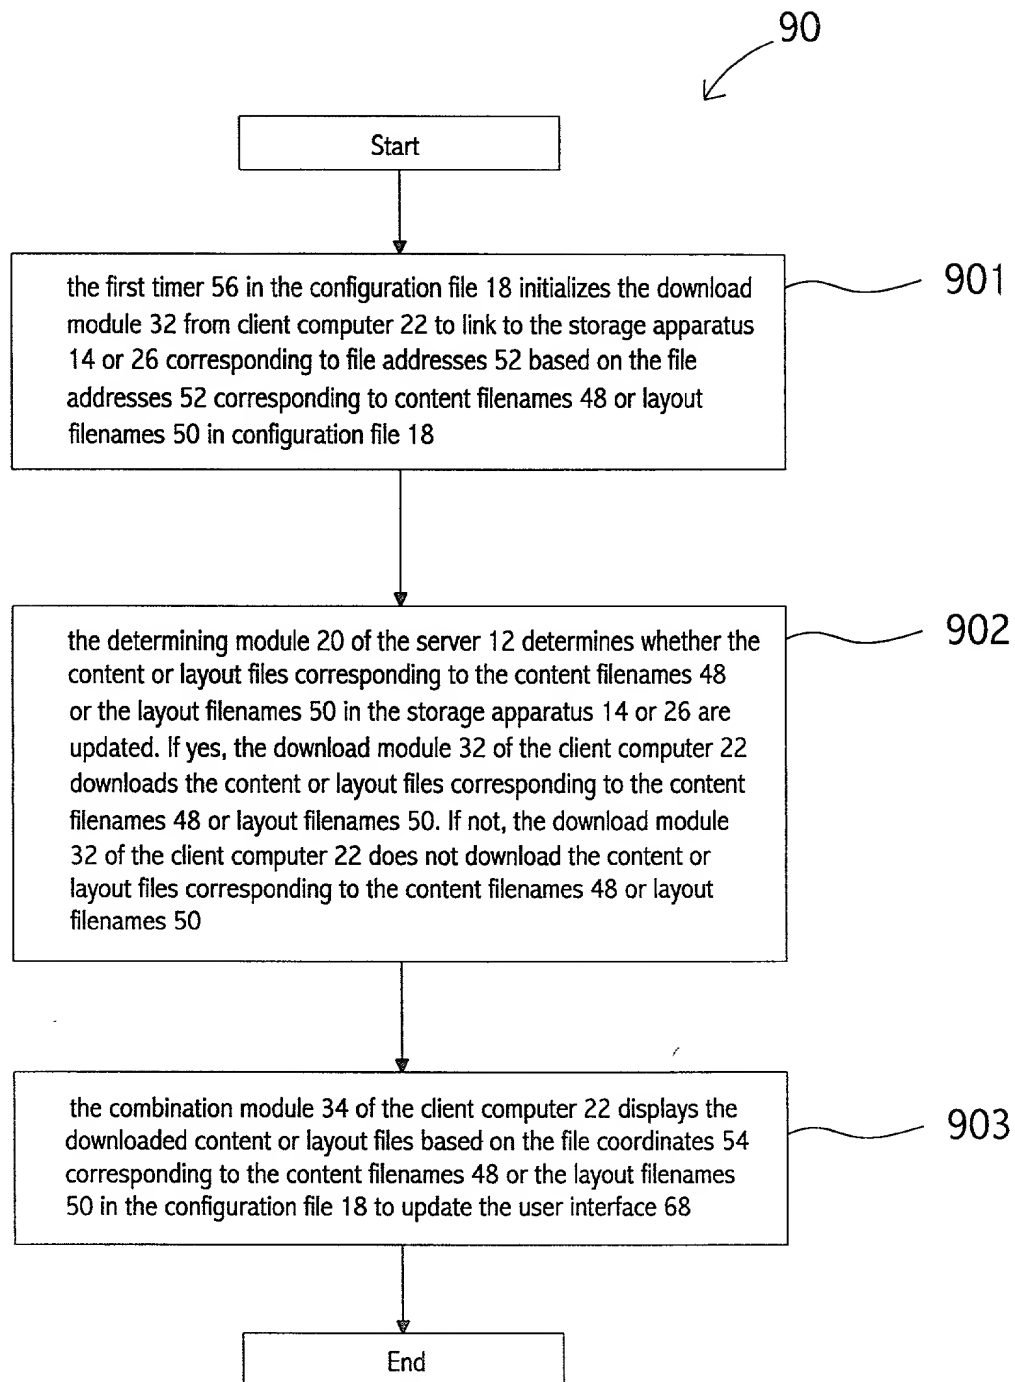 90
Start
the first timer 56 in the configuration file 18 initializes the download
module 32 from client computer 22 to link to the storage apparatus
14 or 26 corresponding to file addresses 52 based on the file
addresses 52 corresponding to content filenames 48 or layout
filenames 50 in configuration file 18
901
the determining module 20 of the server 12 determines whether the
content or layout files corresponding to the content filenames 48
or the layout filenames 50 in the storage apparatus 14 or 26 are
updated. If yes, the download module 32 of the client computer 22
downloads the content or layout files corresponding to the content
filenames 48 or layout filenames 50. If not, the download module
32 of the client computer 22 does not download the content or
layout files corresponding to the content filenames 48 or layout
filenames 50
902
the combination module 34 of the client computer 22 displays the
downloaded content or layout files based on the file coordinates 54
corresponding to the content filenames 48 or the layout filenames
50 in the configuration file 18 to update the user interface 68
903
End